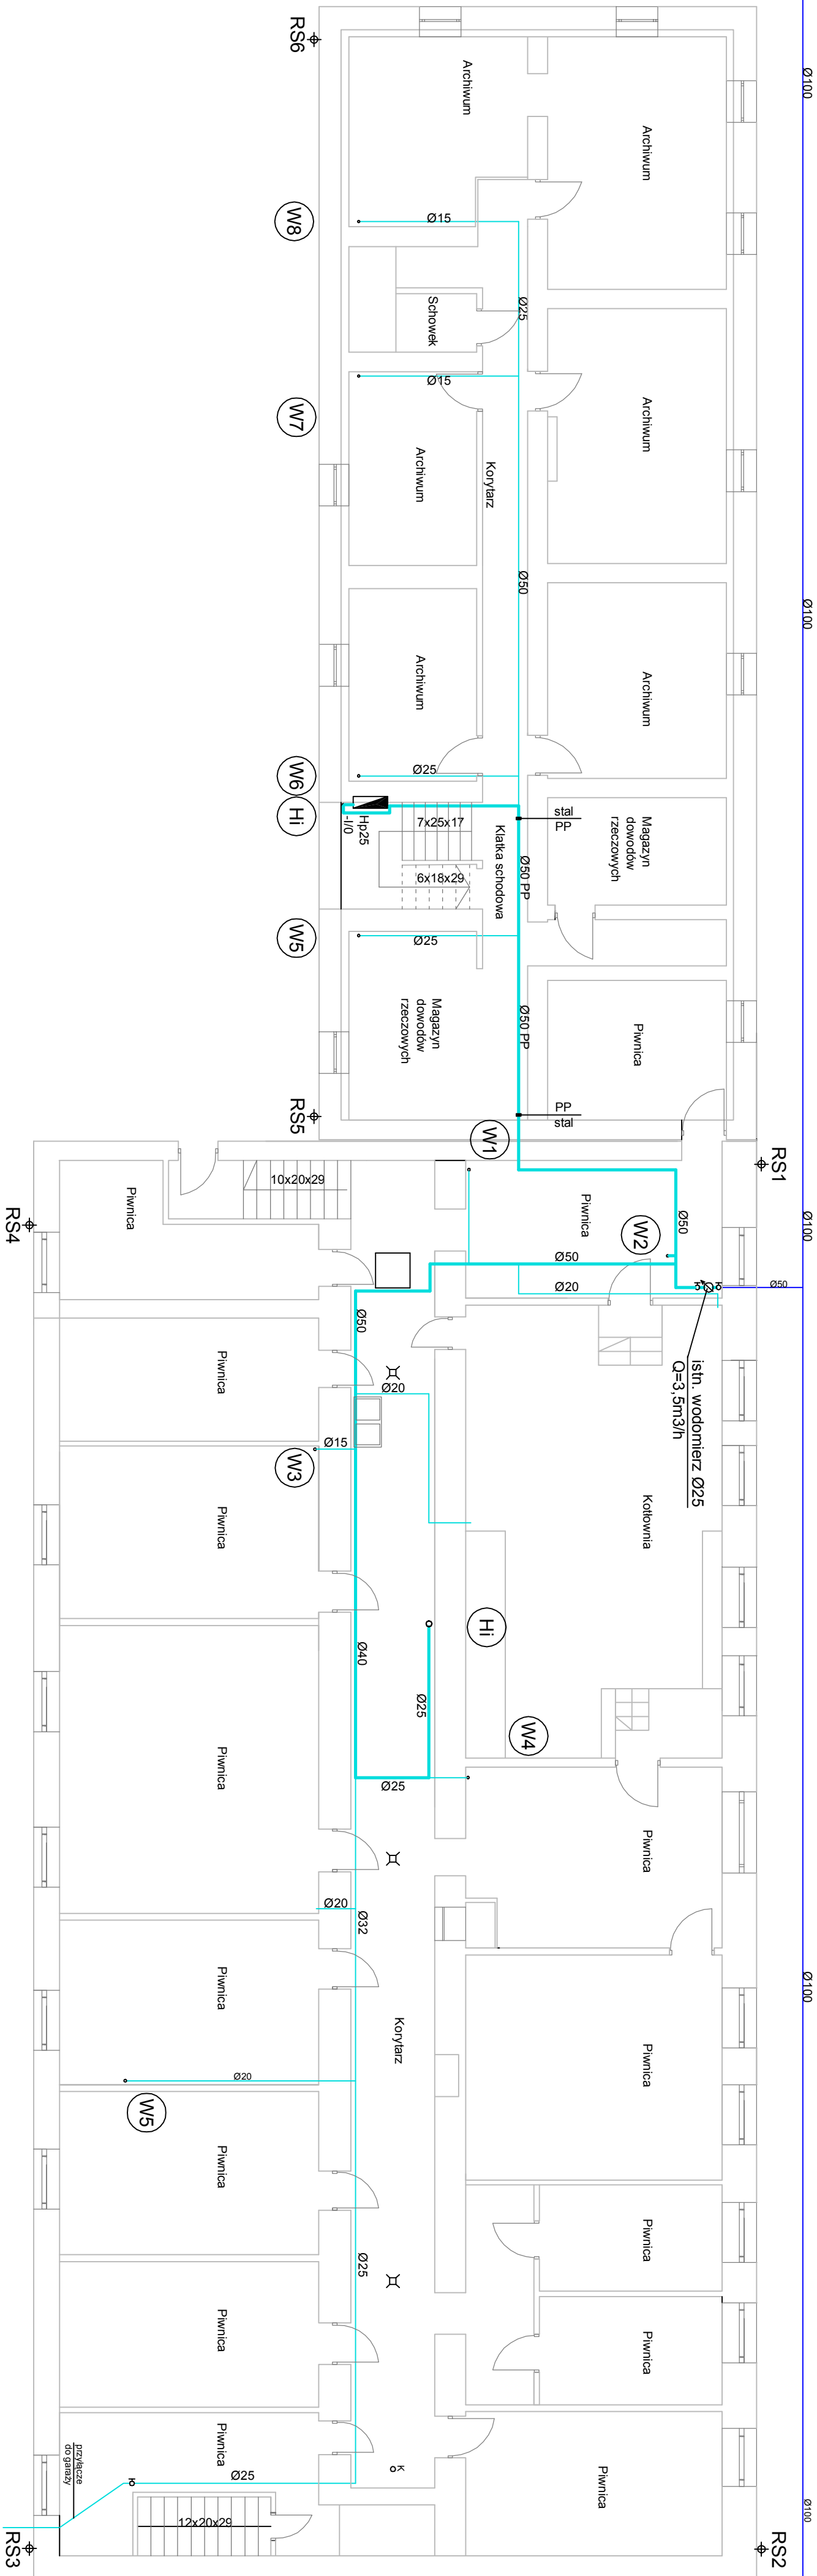 RS6
Ø100
Archiwum
Archiwum
W8
Ø15
Ø25
Schowek
Ø15
W7
Archiwum
Archiwum
Korytarz
Ø50
Ø100
Archiwum
Archiwum
W6
Hi
Ø25
Hp25
-I/0
7x25x17
6x18x29
Klatka schodowa
Ø50 PP
stal
PP
Magazyn
dowodów
rzeczowych
W5
Ø25
Magazyn
dowodów
rzeczowych
Ø50 PP
Piwnica
PP
stal
RS5
W1
RS1
RS4
Piwnica
10x20x29
Piwnica
Ø50
W2
Ø50
Ø20
Ø100
Ø50
K
K
istn. wodomierz Ø25
Q=3,5m3/h
Ø50
Piwnica
Ø20
Ø15
W3
Piwnica
Kotłownia
Hi
Ø40
Ø25
W4
Ø25
Piwnica
Piwnica
Ø20
Ø32
Piwnica
Ø100
Korytarz
Piwnica
Ø20
W5
Piwnica
Piwnica
Ø25
Piwnica
Piwnica
Piwnica
K
Piwnica
Ø25
K
przyłącze
do garaży
12x20x29
Ø100
RS3
RS2